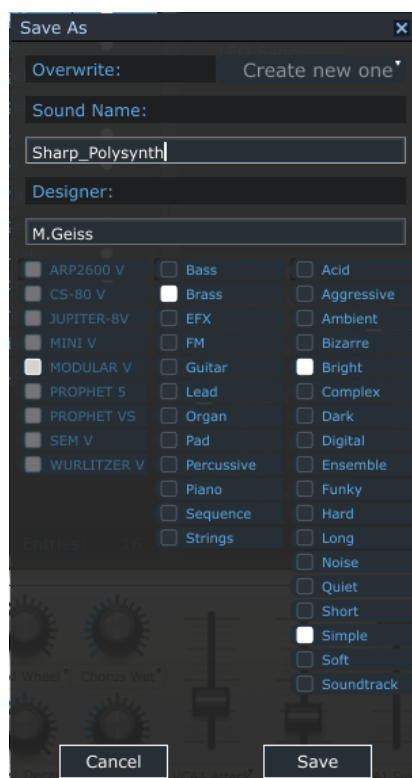 Save As
Overwrite: Create new one
Sound Name:
Sharp_Polysynth
Designer:
M.Geiss
ARP2600 V Bass Acid
CS-80 V Brass Aggressive
JUPITER-8V EFX Ambient
MINI V FM Bizarre
MODULAR V Guitar Bright
PROPHET 5 Lead Complex
PROPHET VS Organ Dark
SEM V Pad Digital
WURLITZER V Percussive Ensemble
Piano Funky
Sequence Hard
Entries: 16 Strings Long
Noise
Quiet
Short
Simple
Soft
Wheel Chorus Wet Soundtrack
Cancel Save